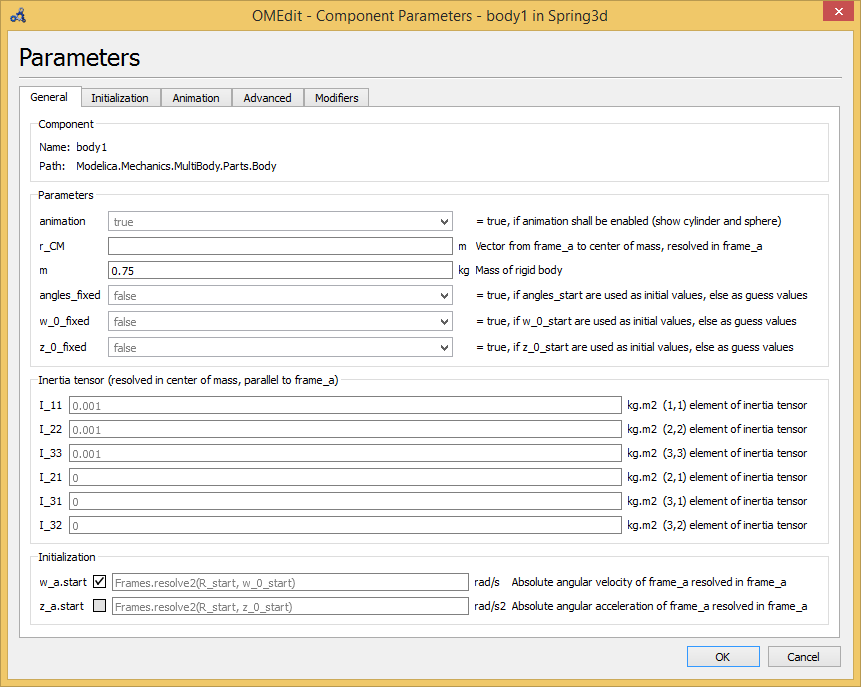 OMEdit - Component Parameters - body1 in Spring3d
Parameters
General Initialization Animation Advanced Modifiers
Component
Name: body1
Path: Modelica.Mechanics.MultiBody.Parts.Body
Parameters
animation true = true, if animation shall be enabled (show cylinder and sphere)
r_CM m Vector from frame_a to center of mass, resolved in frame_a
m 0.75 kg Mass of rigid body
angles_fixed false = true, if angles_start are used as initial values, else as guess values
w_0_fixed false = true, if w_0_start are used as initial values, else as guess values
z_0_fixed false = true, if z_0_start are used as initial values, else as guess values
Inertia tensor (resolved in center of mass, parallel to frame_a)
I_11 0.001 kg.m2 (1,1) element of inertia tensor
I_22 0.001 kg.m2 (2,2) element of inertia tensor
I_33 0.001 kg.m2 (3,3) element of inertia tensor
I_21 0 kg.m2 (2,1) element of inertia tensor
I_31 0 kg.m2 (3,1) element of inertia tensor
I_32 0 kg.m2 (3,2) element of inertia tensor
Initialization
w_a.start Frames.resolve2(R_start, w_0_start) rad/s Absolute angular velocity of frame_a resolved in frame_a
z_a.start Frames.resolve2(R_start, z_0_start) rad/s2 Absolute angular acceleration of frame_a resolved in frame_a
OK Cancel